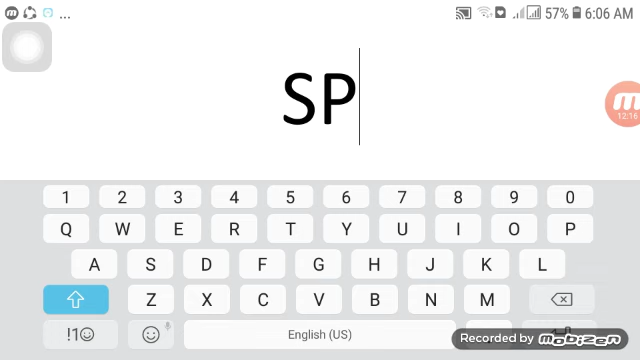 ... 57% 6:06 AM
SP
12:16
1 2 3 4 5 6 7 8 9 0
Q W E R T Y U I O P
A S D F G H J K L
Z X C V B N M
!1☺ English (US)
Recorded by mobizen